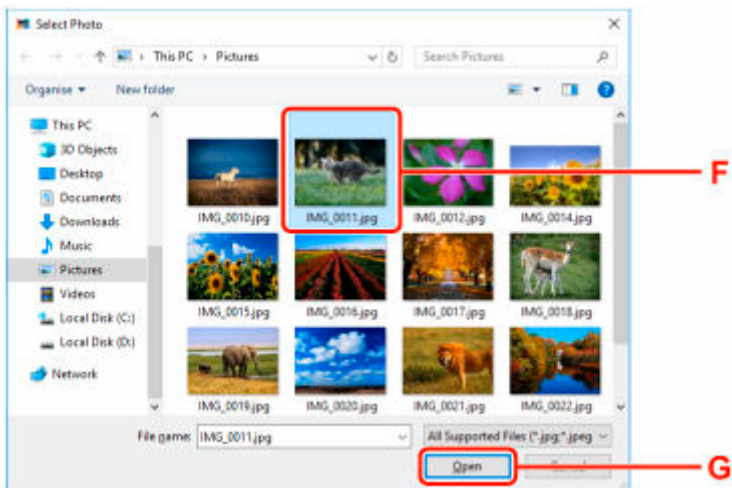 Select Photo
This PC > Pictures
Search Pictures
Organise
New folder
This PC
3D Objects
Desktop
Documents
Downloads
Music
Pictures
Videos
Local Disk (C:)
Local Disk (D:)
Network
IMG_0010.jpg
IMG_0011.jpg
IMG_0012.jpg
IMG_0014.jpg
IMG_0015.jpg
IMG_0016.jpg
IMG_0017.jpg
IMG_0018.jpg
IMG_0019.jpg
IMG_0020.jpg
IMG_0021.jpg
IMG_0022.jpg
File name: IMG_0011.jpg
All Supported Files (*.jpg;*.jpeg
Open
F
G